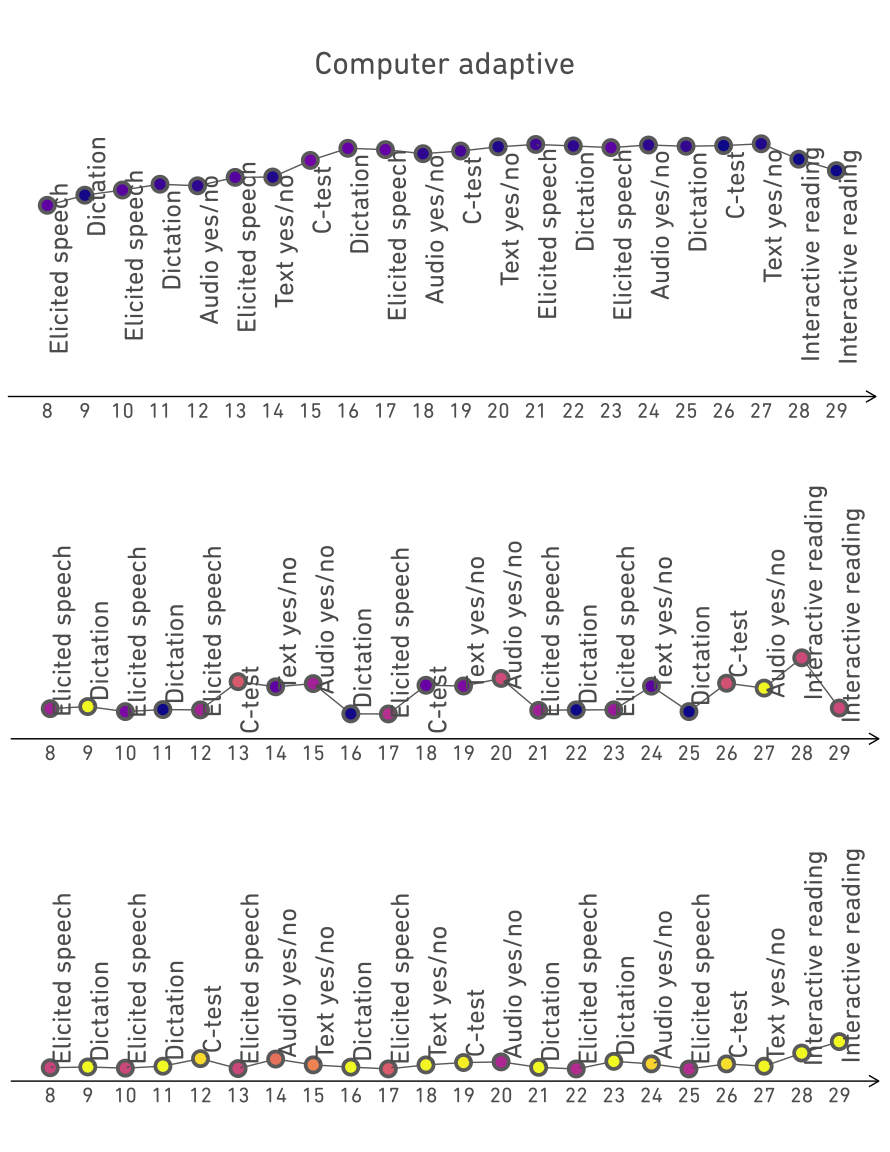 Computer adaptive
Elicited speech
Dictation
Elicited speech
Dictation
Audio yes/no
Elicited speech
Text yes/no
C-test
Dictation
Elicited speech
Audio yes/no
C-test
Text yes/no
Elicited speech
Dictation
Elicited speech
Audio yes/no
Dictation
C-test
Text yes/no
Interactive reading
Interactive reading
8 9 10 11 12 13 14 15 16 17 18 19 20 21 22 23 24 25 26 27 28 29
Elicited speech
Dictation
Elicited speech
Dictation
Elicited speech
C-test
Text yes/no
Audio yes/no
Dictation
Elicited speech
C-test
Text yes/no
Audio yes/no
Elicited speech
Dictation
Elicited speech
Text yes/no
Dictation
C-test
Audio yes/no
Interactive reading
Interactive reading
8 9 10 11 12 13 14 15 16 17 18 19 20 21 22 23 24 25 26 27 28 29
Elicited speech
Dictation
Elicited speech
Dictation
C-test
Elicited speech
Audio yes/no
Text yes/no
Dictation
Elicited speech
Text yes/no
C-test
Audio yes/no
Dictation
Elicited speech
Dictation
Audio yes/no
Elicited speech
C-test
Text yes/no
Interactive reading
Interactive reading
8 9 10 11 12 13 14 15 16 17 18 19 20 21 22 23 24 25 26 27 28 29